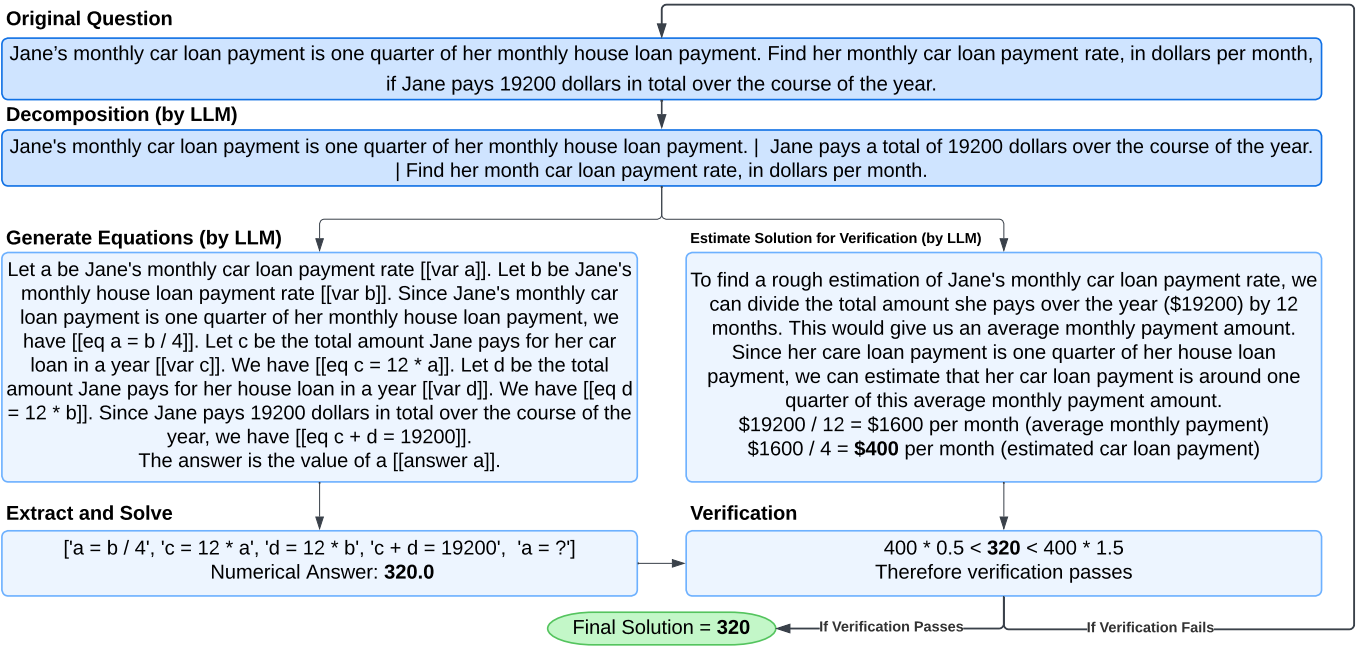 Original Question
Jane’s monthly car loan payment is one quarter of her monthly house loan payment. Find her monthly car loan payment rate, in dollars per month,
if Jane pays 19200 dollars in total over the course of the year.
Decomposition (by LLM)
Jane's monthly car loan payment is one quarter of her monthly house loan payment. | Jane pays a total of 19200 dollars over the course of the year.
| Find her month car loan payment rate, in dollars per month.
Generate Equations (by LLM)
Let a be Jane's monthly car loan payment rate [[var a]]. Let b be Jane's
monthly house loan payment rate [[var b]]. Since Jane's monthly car
loan payment is one quarter of her monthly house loan payment, we
have [[eq a = b / 4]]. Let c be the total amount Jane pays for her car
loan in a year [[var c]]. We have [[eq c = 12 * a]]. Let d be the total
amount Jane pays for her house loan in a year [[var d]]. We have [[eq d
= 12 * b]]. Since Jane pays 19200 dollars in total over the course of the
year, we have [[eq c + d = 19200]].
The answer is the value of a [[answer a]].
Estimate Solution for Verification (by LLM)
To find a rough estimation of Jane's monthly car loan payment rate, we
can divide the total amount she pays over the year ($19200) by 12
months. This would give us an average monthly payment amount.
Since her care loan payment is one quarter of her house loan
payment, we can estimate that her car loan payment is around one
quarter of this average monthly payment amount.
$19200 / 12 = $1600 per month (average monthly payment)
$1600 / 4 = $400 per month (estimated car loan payment)
Extract and Solve
['a = b / 4', 'c = 12 * a', 'd = 12 * b', 'c + d = 19200', 'a = ?']
Numerical Answer: 320.0
Verification
400 * 0.5 < 320 < 400 * 1.5
Therefore verification passes
Final Solution = 320
If Verification Passes
If Verification Fails